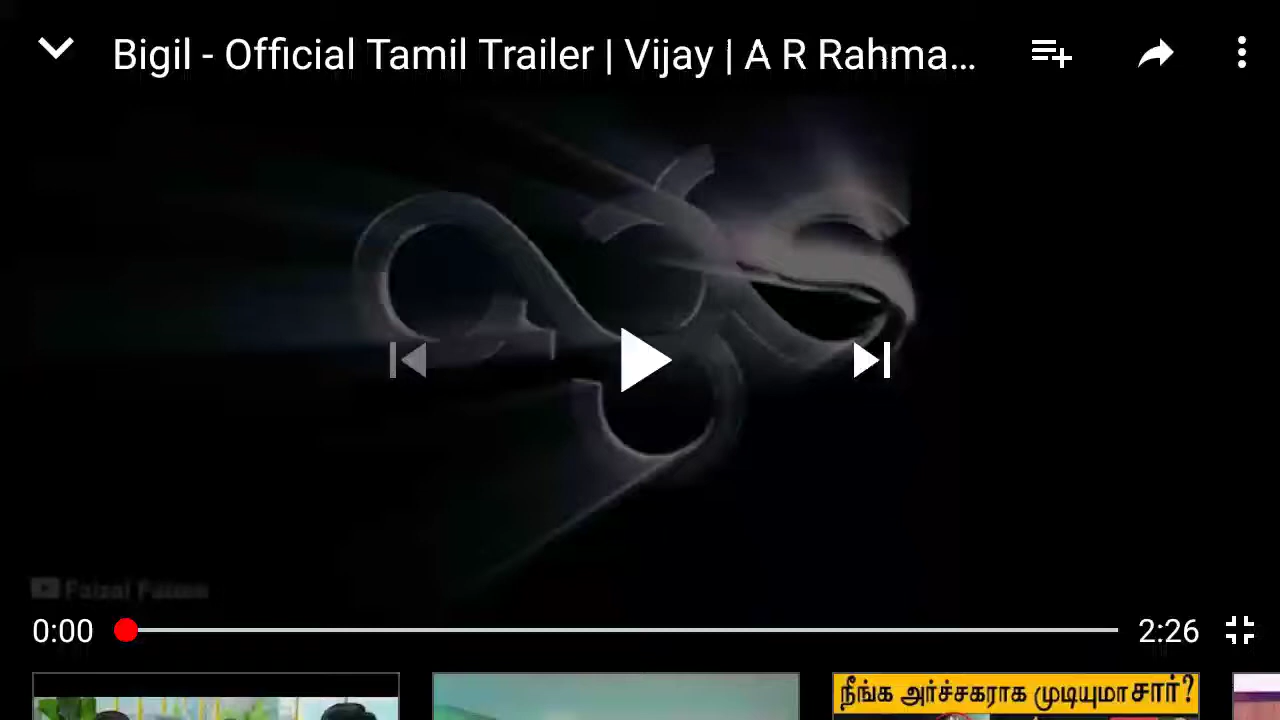 Bigil - Official Tamil Trailer | Vijay | A R Rahma...
0:00
2:26
நீங்க அர்ச்சகராக முடியுமா சார்?